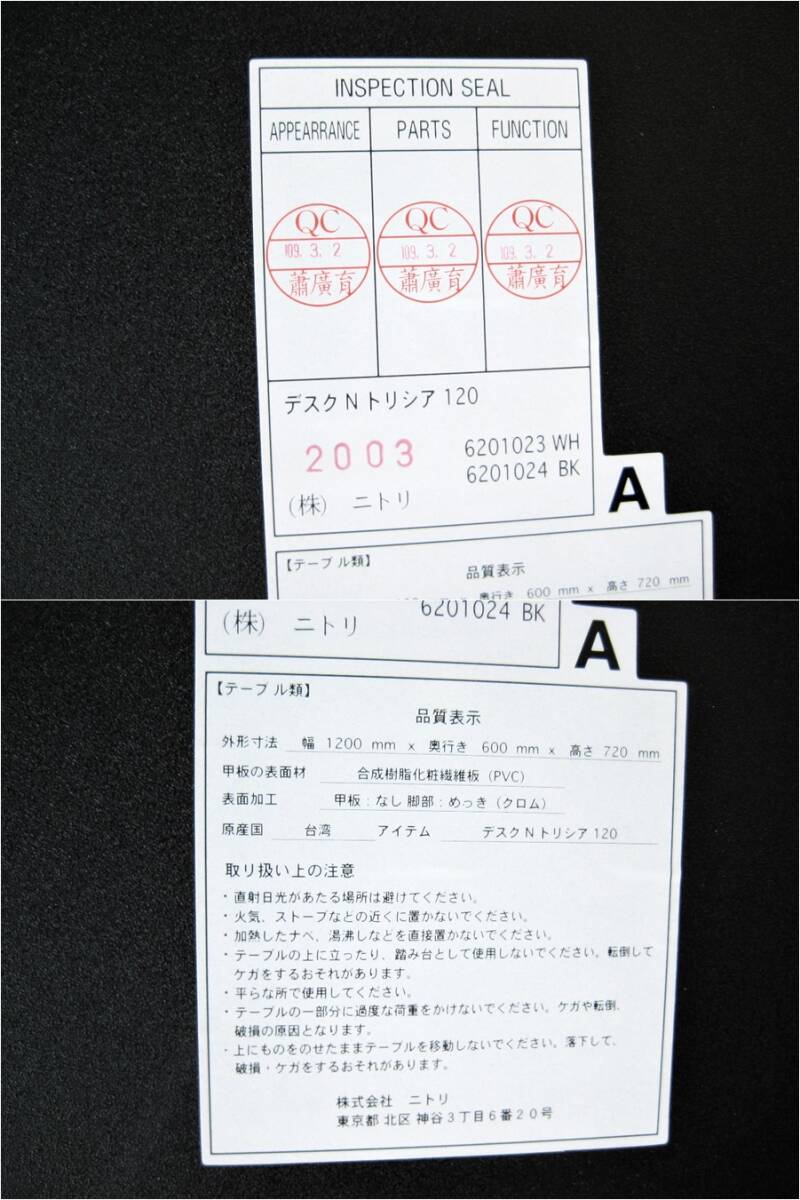 INSPECTION SEAL
APPEARRANCE PARTS FUNCTION
QC QC QC
109. 3. 2 109. 3. 2 109. 3. 2
蕭廣育 蕭廣育 蕭廣育
デスク N トリシア 120
2003 6201023 WH
6201024 BK
(株) ニトリ
A
【テーブル類】
品質表示
奥行き 600 mm x 高さ 720 mm
6201024 BK
(株) ニトリ
A
【テーブル類】
品質表示
外形寸法 幅 1200 mm x 奥行き 600 mm x 高さ 720 mm
甲板の表面材 合成樹脂化粧繊維板（PVC）
表面加工 甲板：なし 脚部：めっき（クロム）
原産国 台湾 アイテム デスク N トリシア 120
取り扱い上の注意
・直射日光があたる場所は避けてください。
・火気、ストーブなどの近くに置かないでください。
・加熱したナベ、湯沸しなどを直接置かないでください。
・テーブルの上に立ったり、踏み台として使用しないでください。転倒して
ケガをするおそれがあります。
・平らな所で使用してください。
・テーブルの一部分に過度な荷重をかけないでください。ケガや転倒、
破損の原因となります。
・上にものをのせたままテーブルを移動しないでください。落下して、
破損・ケガをするおそれがあります。
株式会社 ニトリ
東京都 北区 神谷３丁目６番２０号